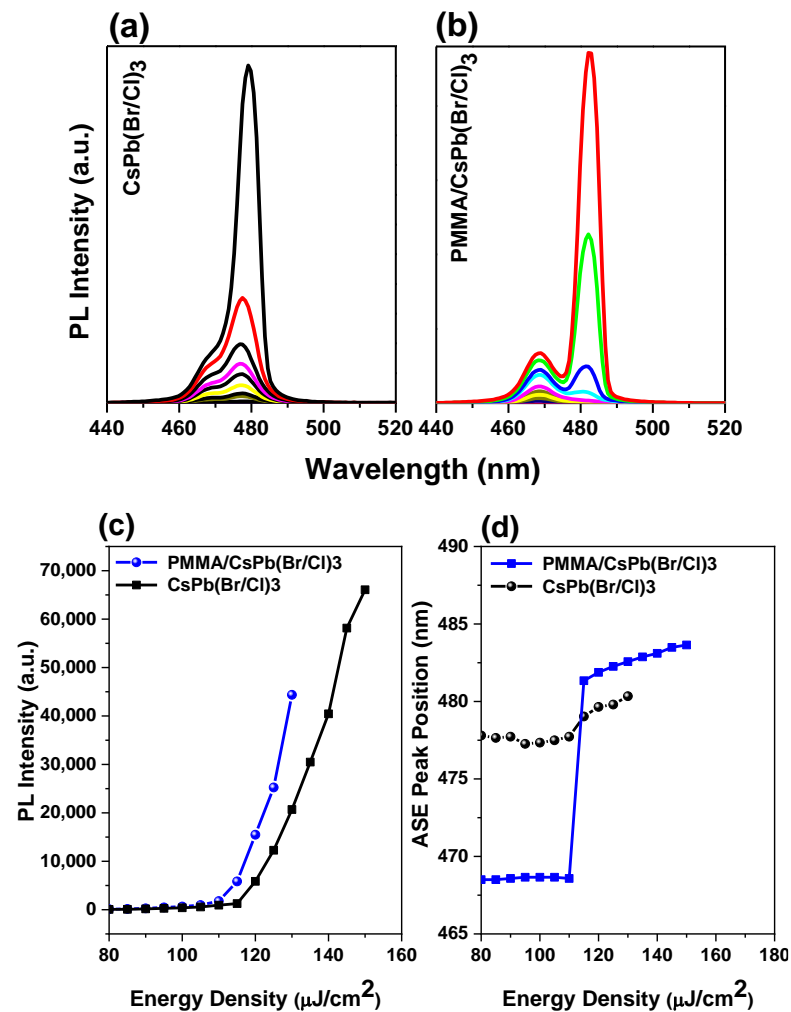 (a)
(b)
PL Intensity (a.u.)
CsPb(Br/Cl)3
PMMA/CsPb(Br/Cl)3
440 460 480 500 520
440 460 480 500 520
Wavelength (nm)
(c)
PMMA/CsPb(Br/Cl)3
CsPb(Br/Cl)3
PL Intensity (a.u.)
70,000
60,000
50,000
40,000
30,000
20,000
10,000
0
80 100 120 140 160
Energy Density (μJ/cm2)
(d)
PMMA/CsPb(Br/Cl)3
CsPb(Br/Cl)3
ASE Peak Position (nm)
490
485
480
475
470
465
80 100 120 140 160 180
Energy Density (μJ/cm2)